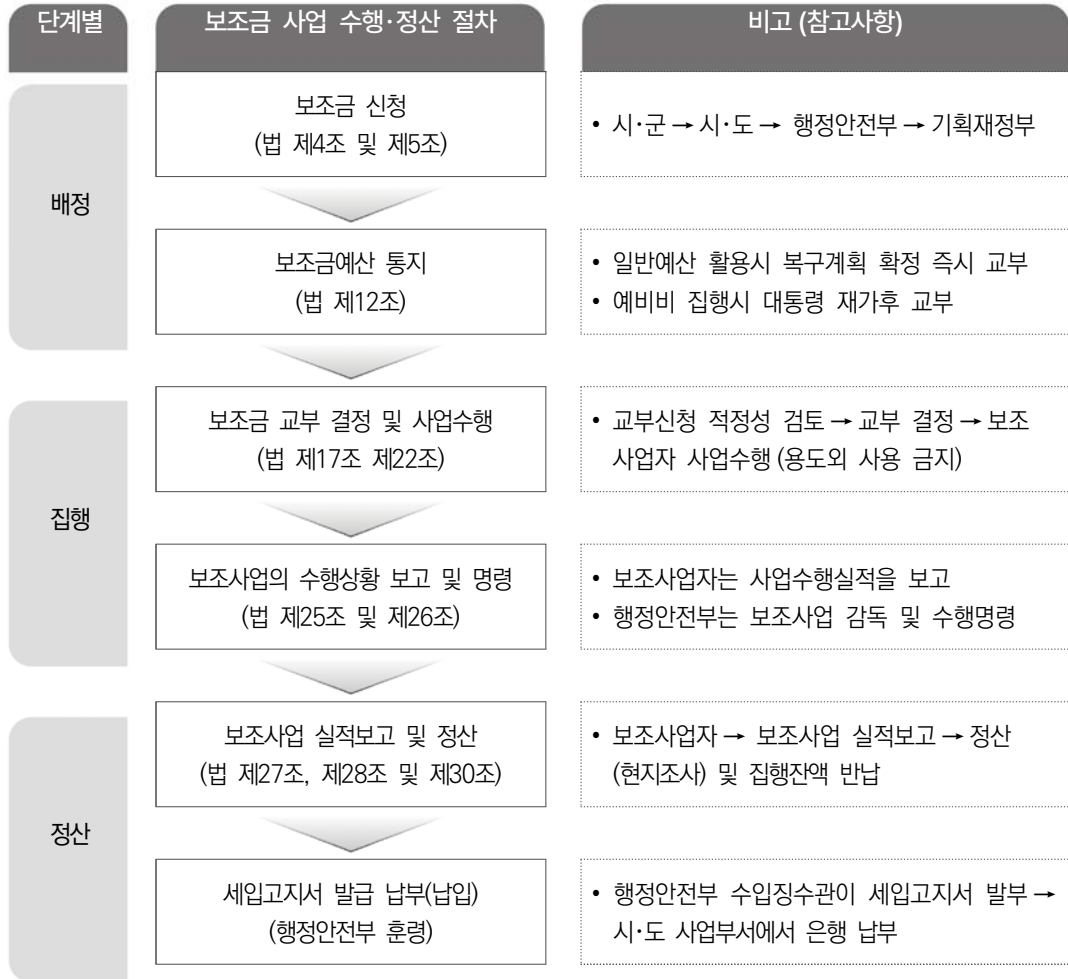 단계별
보조금 사업 수행·정산 절차
비고 (참고사항)
배정
보조금 신청
(법 제4조 및 제5조)
• 시·군 → 시·도 → 행정안전부 → 기획재정부
보조금예산 통지
(법 제12조)
• 일반예산 활용시 복구계획 확정 즉시 교부
• 예비비 집행시 대통령 재가후 교부
집행
보조금 교부 결정 및 사업수행
(법 제17조 제22조)
• 교부신청 적정성 검토 → 교부 결정 → 보조
사업자 사업수행 (용도외 사용 금지)
보조사업의 수행상황 보고 및 명령
(법 제25조 및 제26조)
• 보조사업자는 사업수행실적을 보고
• 행정안전부는 보조사업 감독 및 수행명령
정산
보조사업 실적보고 및 정산
(법 제27조, 제28조 및 제30조)
• 보조사업자 → 보조사업 실적보고 → 정산
(현지조사) 및 집행잔액 반납
세입고지서 발급 납부(납입)
(행정안전부 훈령)
• 행정안전부 수입징수관이 세입고지서 발부 →
시·도 사업부서에서 은행 납부